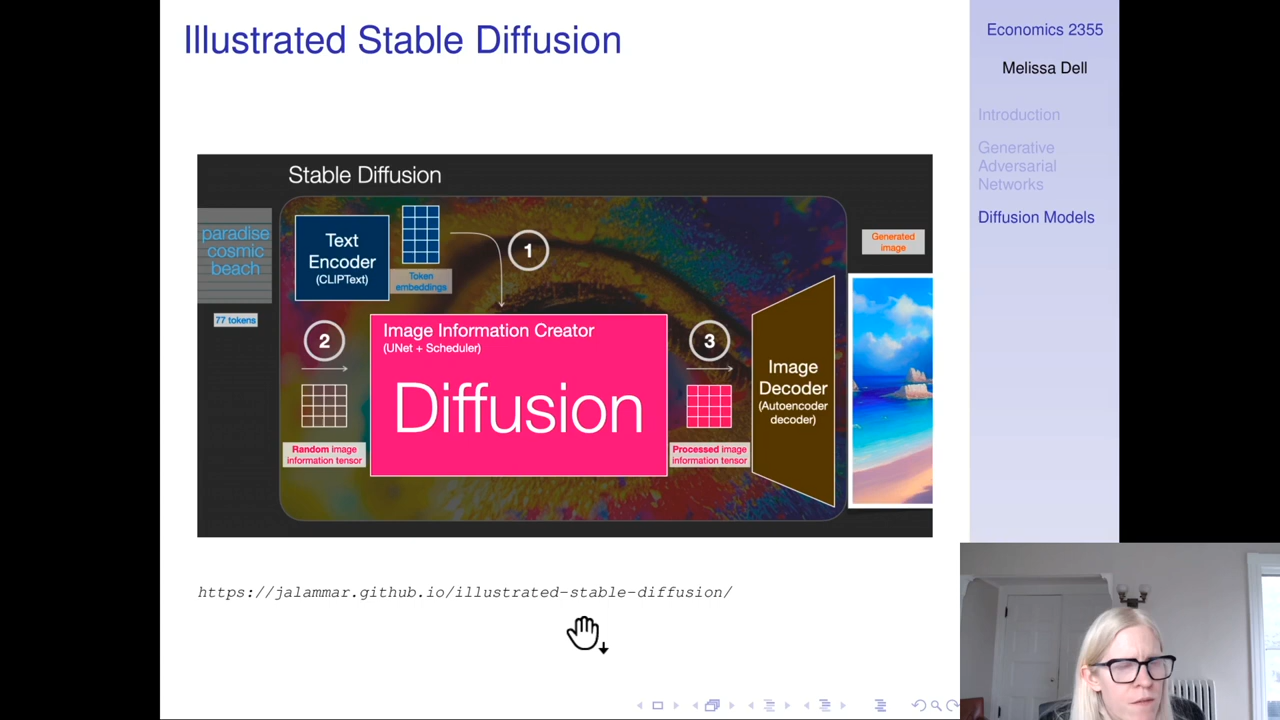 Illustrated Stable Diffusion
Economics 2355
Melissa Dell
Introduction
Generative
Adversarial
Networks
Diffusion Models
Stable Diffusion
paradise
cosmic
beach
77 tokens
Text
Encoder
(CLIPText)
Token
embeddings
1
2
Random image
information tensor
Image Information Creator
(UNet + Scheduler)
Diffusion
3
Processed image
information tensor
Image
Decoder
(Autoencoder
decoder)
Generated
image
https://jalammar.github.io/illustrated-stable-diffusion/